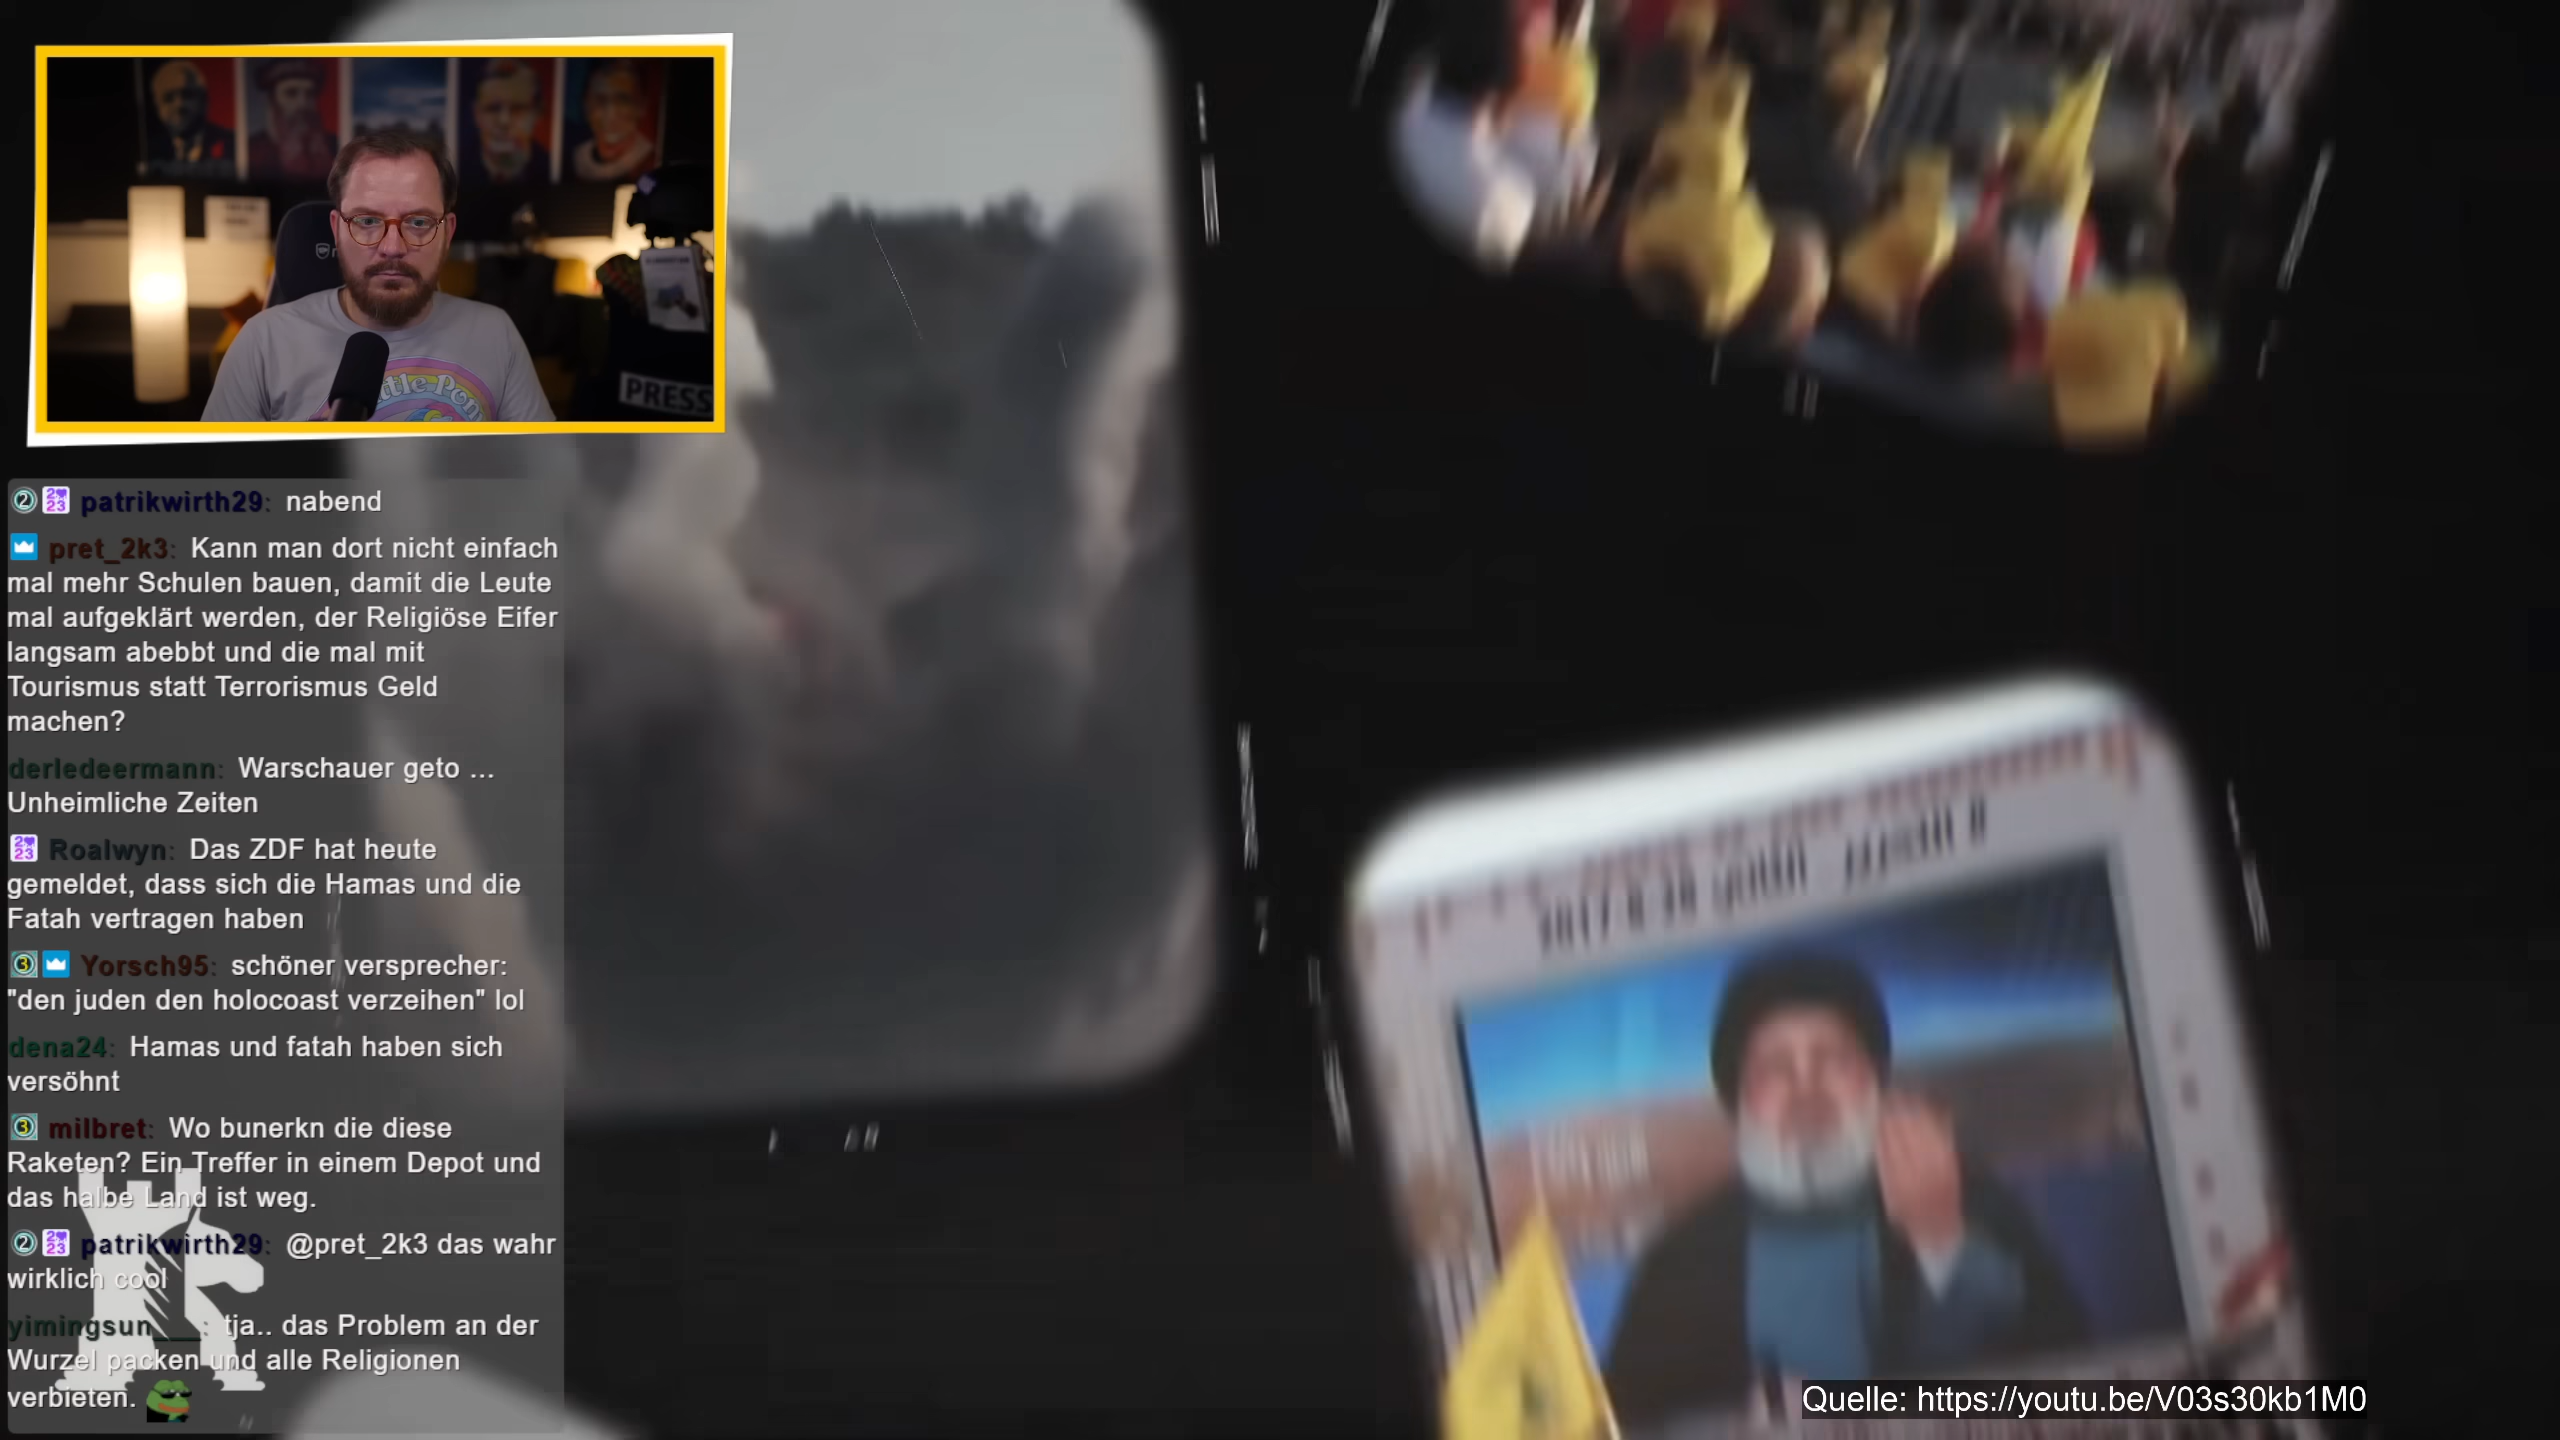 PRESS
patrikwirth29: nabend
pret_2k3: Kann man dort nicht einfach
mal mehr Schulen bauen, damit die Leute
mal aufgeklärt werden, der Religiöse Eifer
langsam abebbt und die mal mit
Tourismus statt Terrorismus Geld
machen?
derledeermann: Warschauer geto ...
Unheimliche Zeiten
Roalwyn: Das ZDF hat heute
gemeldet, dass sich die Hamas und die
Fatah vertragen haben
Yorsch95: schöner versprecher:
"den juden den holocoast verzeihen" lol
dena24: Hamas und fatah haben sich
versöhnt
milbret: Wo bunerkn die diese
Raketen? Ein Treffer in einem Depot und
das halbe Land ist weg.
patrikwirth29: @pret_2k3 das wahr
wirklich cool
yimingsun___: tja.. das Problem an der
Wurzel packen und alle Religionen
verbieten.
Quelle: https://youtu.be/V03s30kb1M0